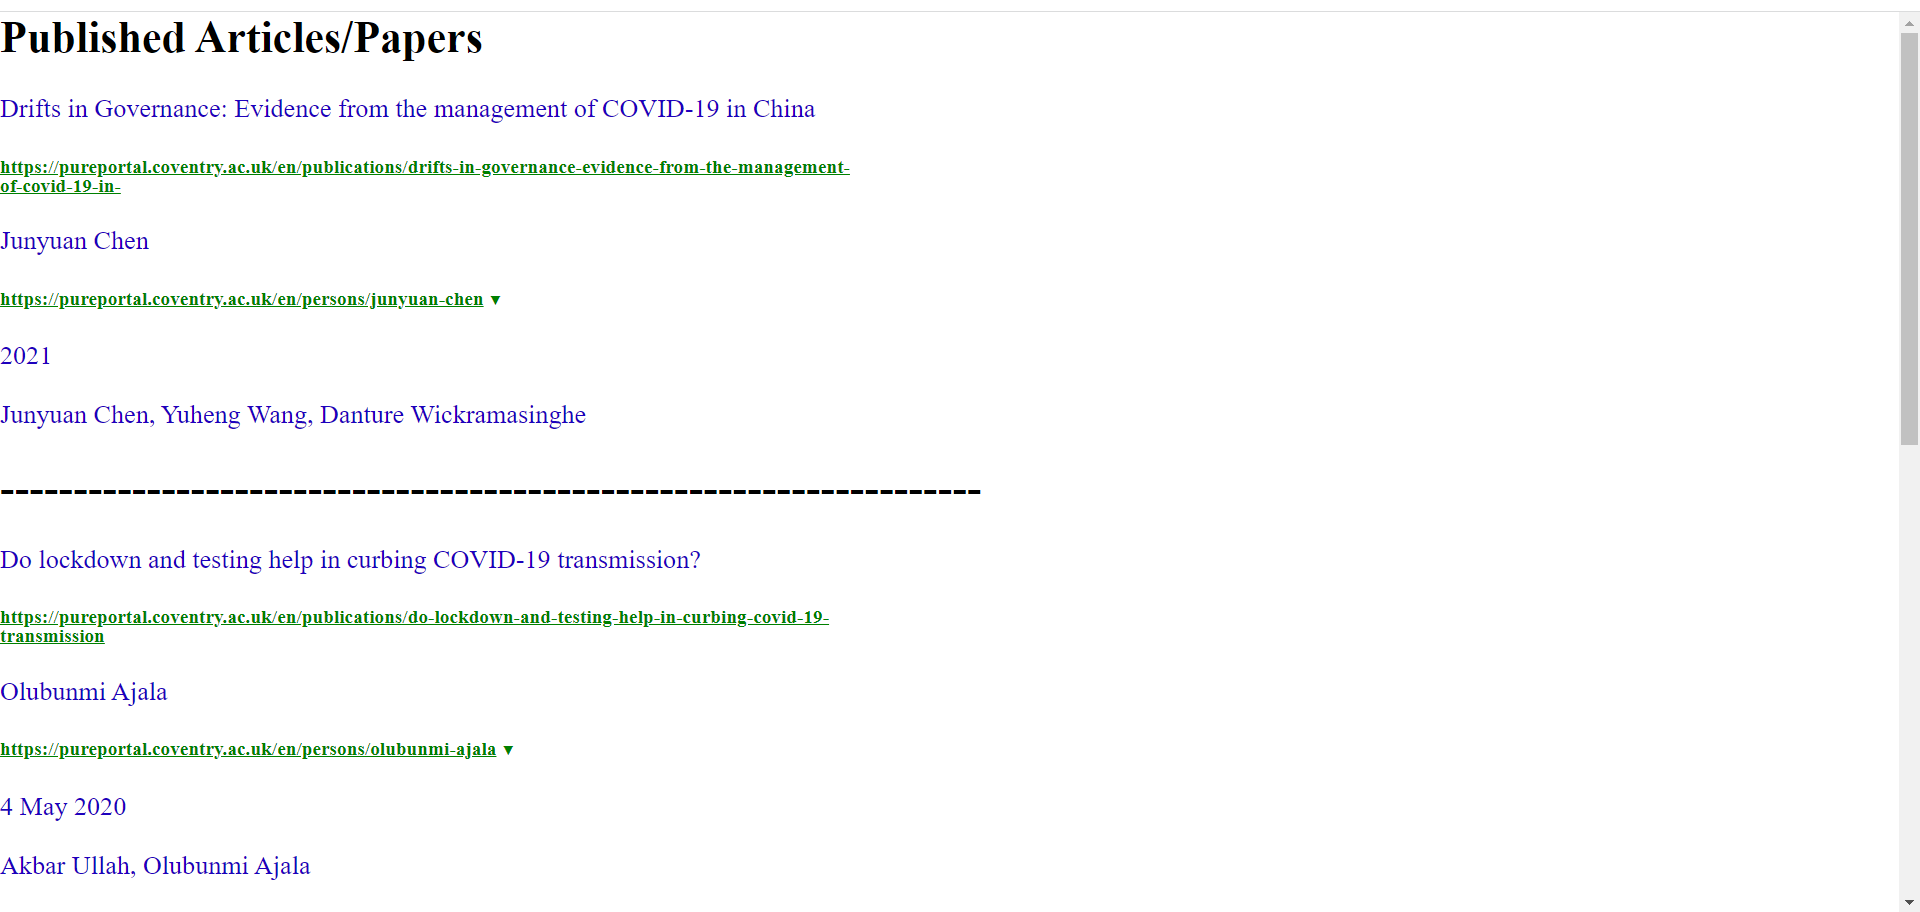 Published Articles/Papers
Drifts in Governance: Evidence from the management of COVID-19 in China
https://pureportal.coventry.ac.uk/en/publications/drifts-in-governance-evidence-from-the-management-
of-covid-19-in-
Junyuan Chen
https://pureportal.coventry.ac.uk/en/persons/junyuan-chen ▼
2021
Junyuan Chen, Yuheng Wang, Danture Wickramasinghe
-------------------------------------------------------------------
Do lockdown and testing help in curbing COVID-19 transmission?
https://pureportal.coventry.ac.uk/en/publications/do-lockdown-and-testing-help-in-curbing-covid-19-
transmission
Olubunmi Ajala
https://pureportal.coventry.ac.uk/en/persons/olubunmi-ajala ▼
4 May 2020
Akbar Ullah, Olubunmi Ajala